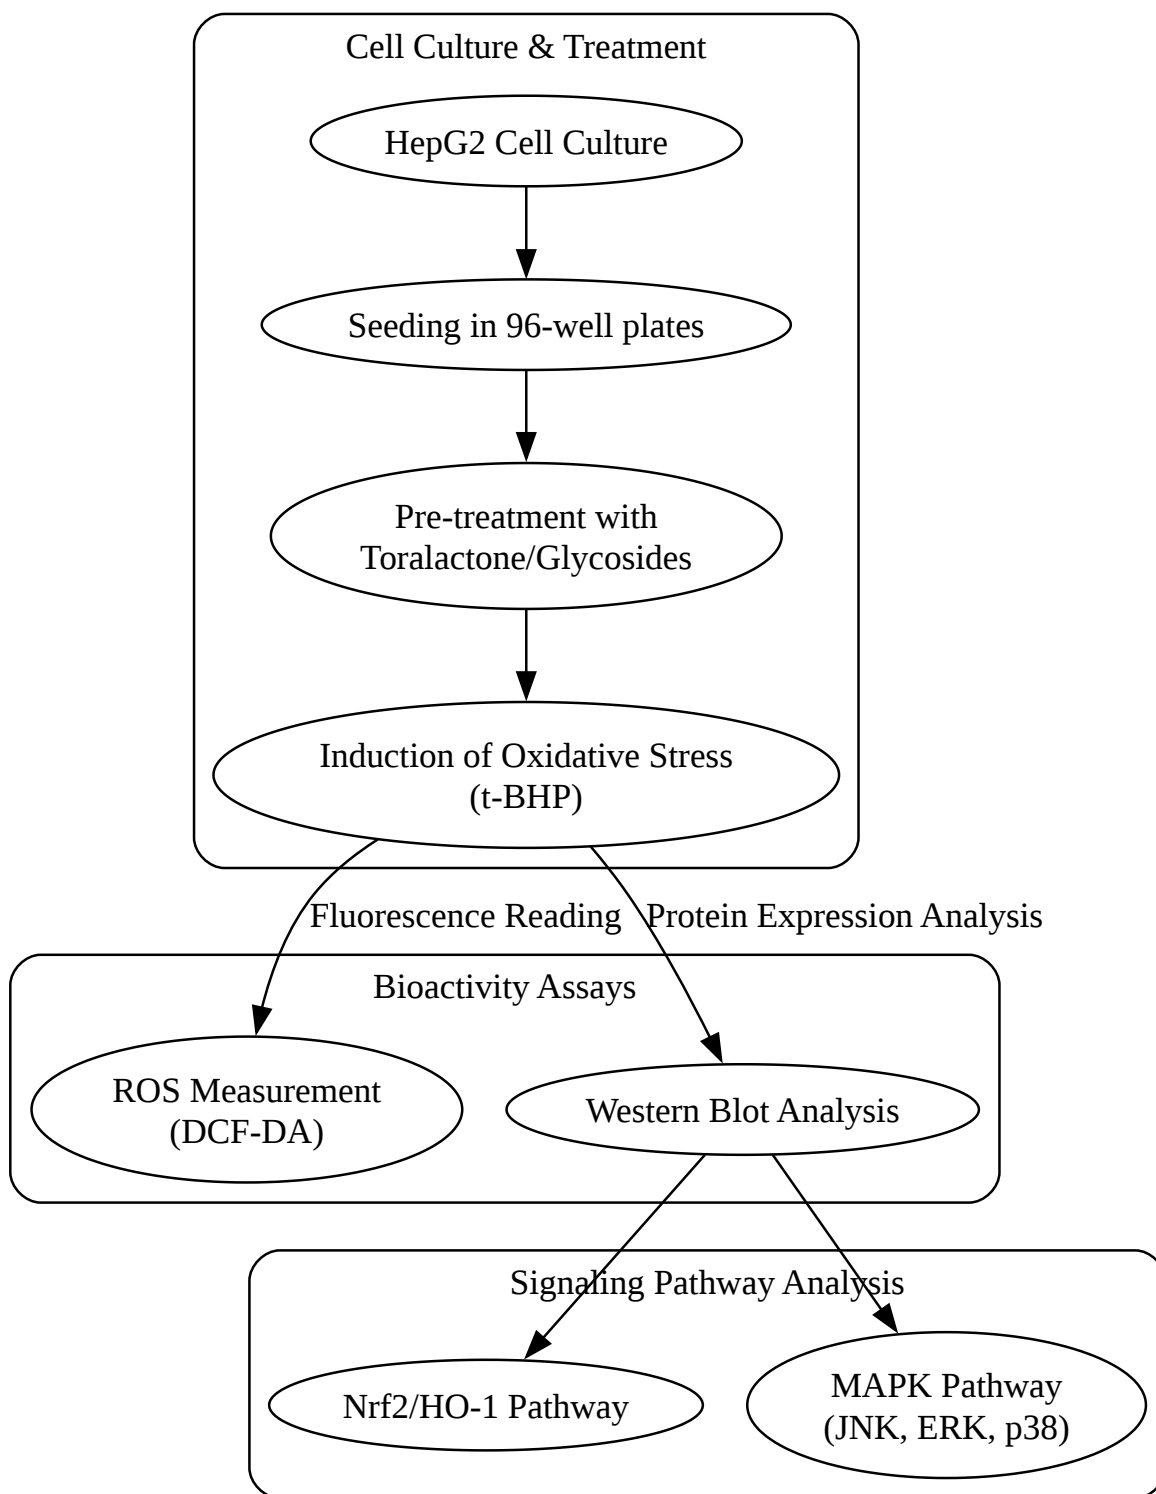 Cell Culture & Treatment
HepG2 Cell Culture
Seeding in 96-well plates
Pre-treatment with
Toralactone/Glycosides
Induction of Oxidative Stress
(t-BHP)
Fluorescence Reading
Protein Expression Analysis
Bioactivity Assays
ROS Measurement
(DCF-DA)
Western Blot Analysis
Signaling Pathway Analysis
Nrf2/HO-1 Pathway
MAPK Pathway
(JNK, ERK, p38)